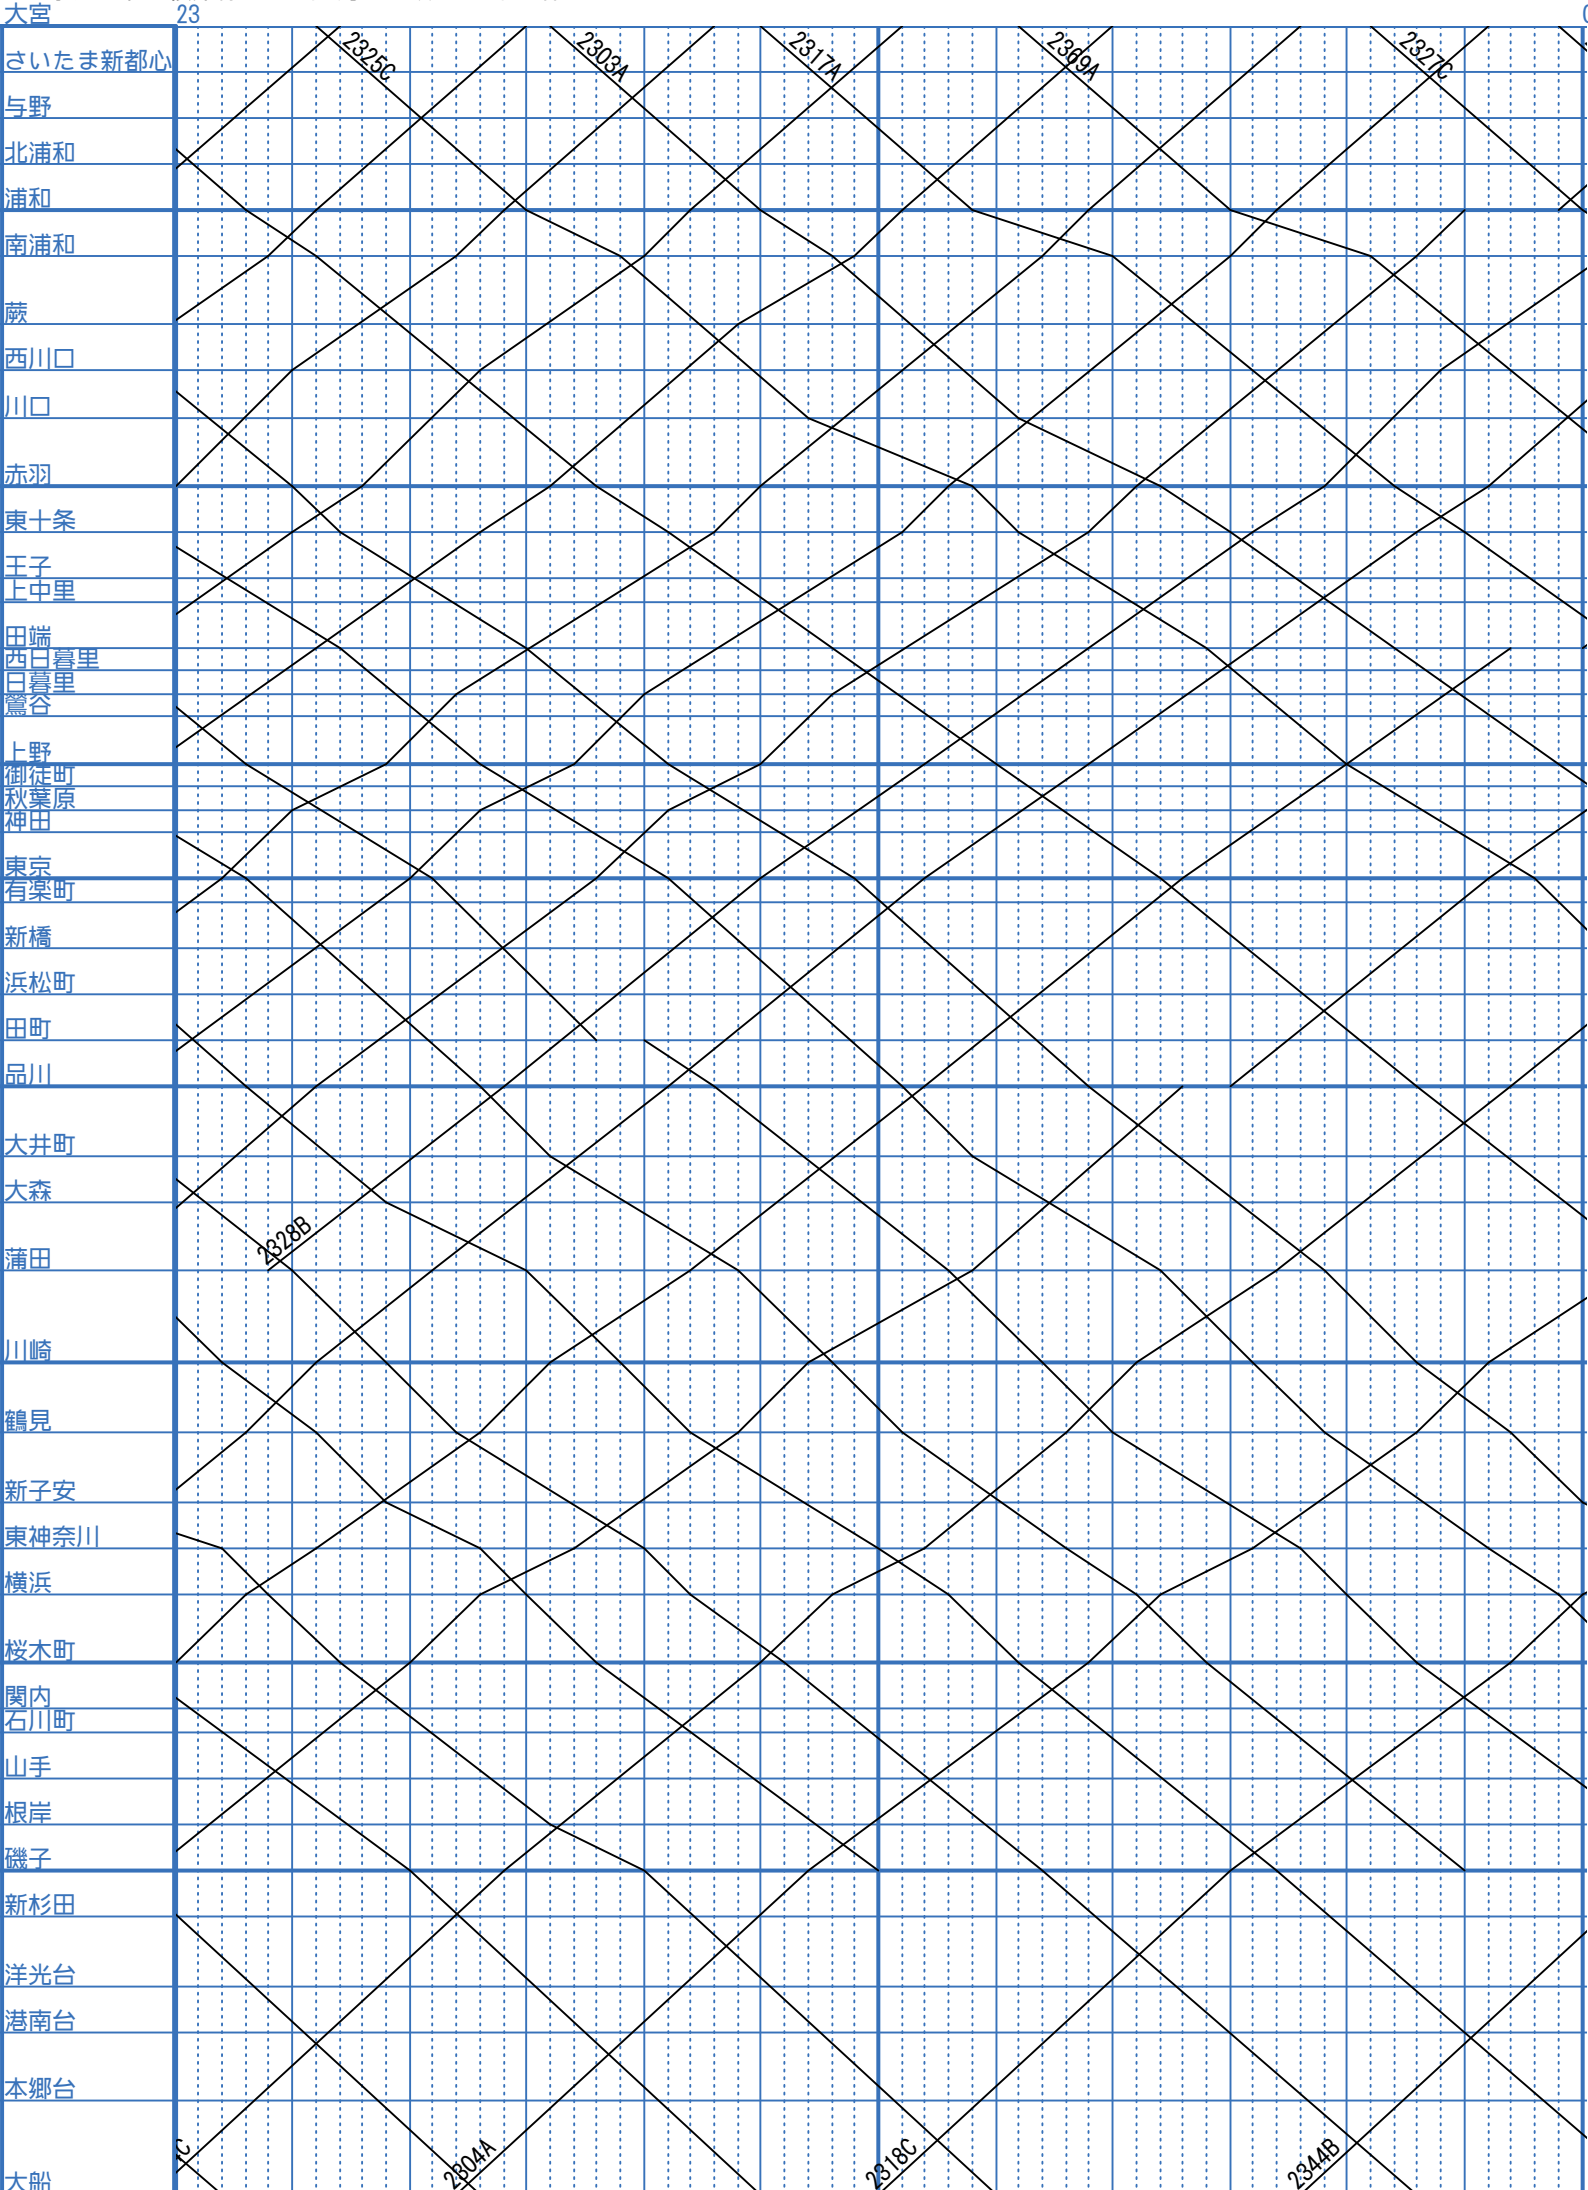 大宮 23
2325C 2303A 2317A 2369A 2327C
さいたま新都心
与野
北浦和
浦和
南浦和
蕨
西川口
川口
赤羽
東十条
王子
上中里
田端
西日暮里
日暮里
鶯谷
上野
御徒町
秋葉原
神田
東京
有楽町
新橋
浜松町
田町
品川
大井町
大森
2328B
蒲田
川崎
鶴見
新子安
東神奈川
横浜
桜木町
関内
石川町
山手
根岸
磯子
新杉田
洋光台
港南台
本郷台
C 2304A 2318C 2344B
大船